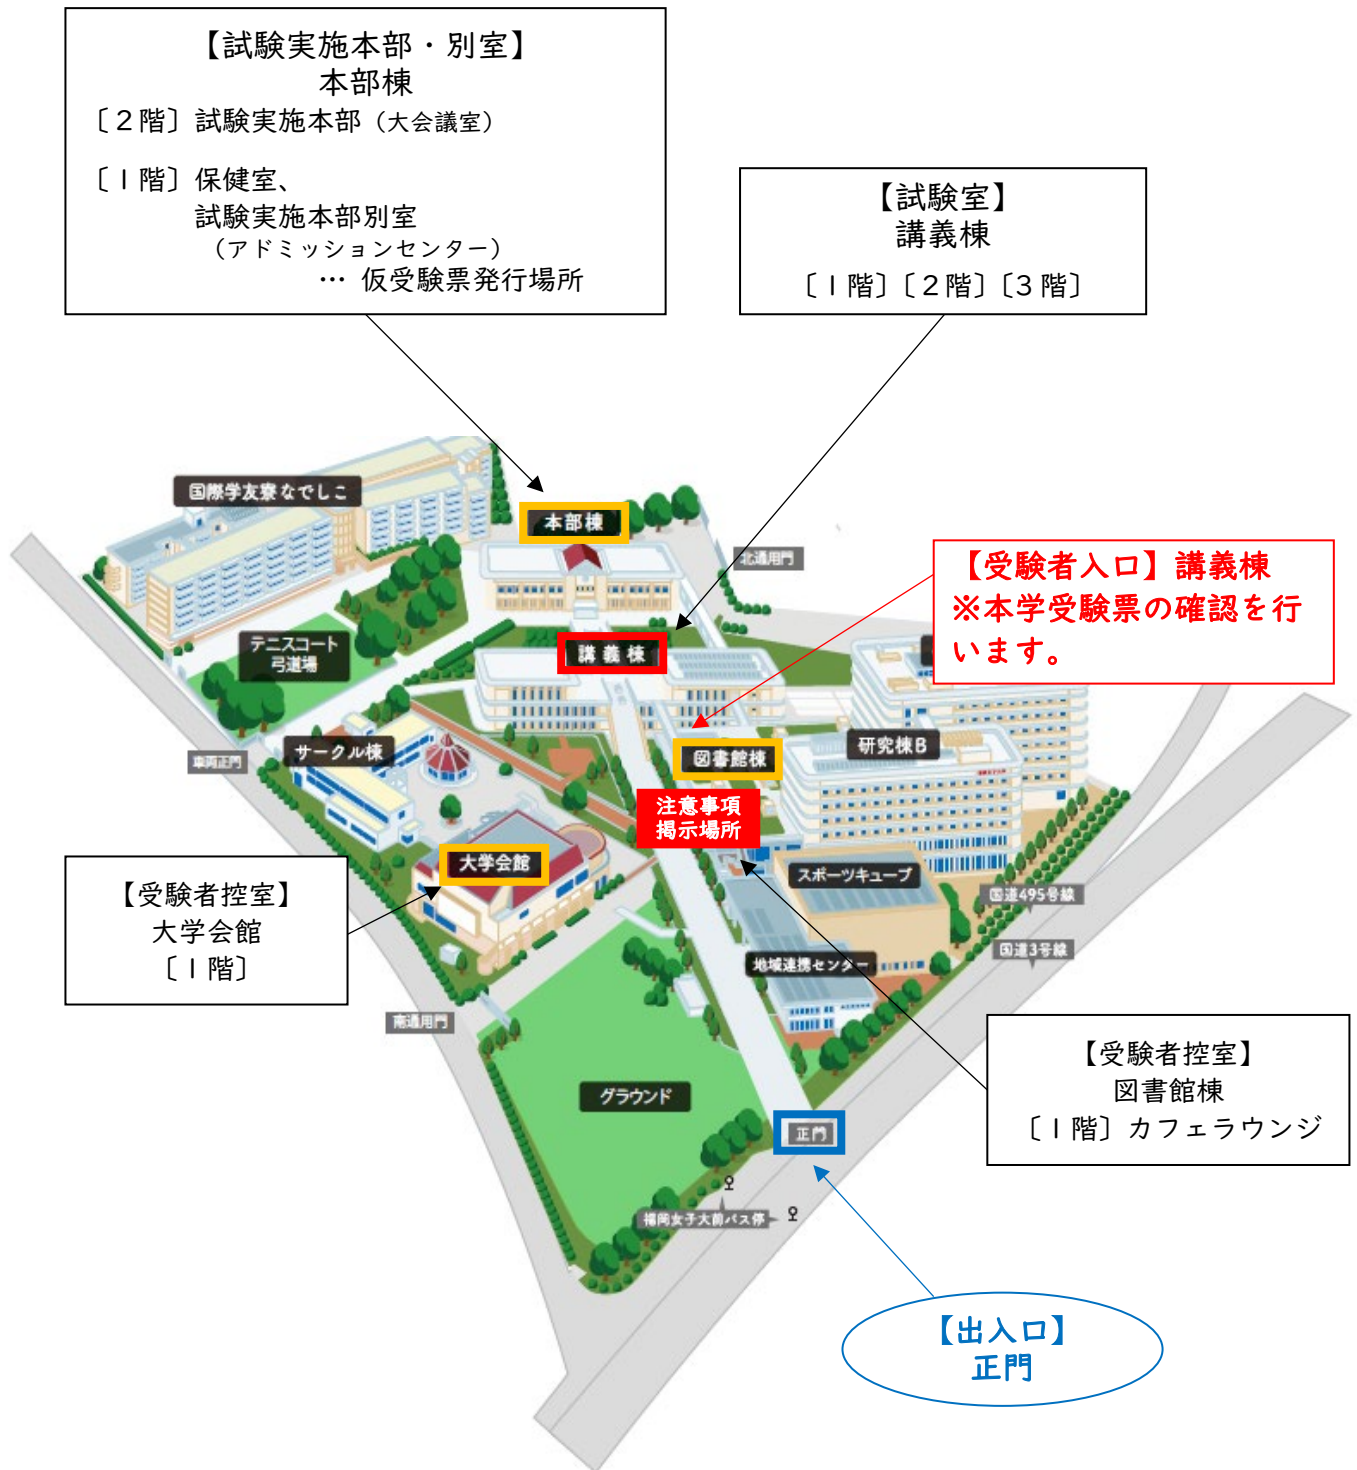 【試験実施本部・別室】
本部棟
〔2階〕試験実施本部（大会議室）
〔1階〕保健室、
試験実施本部別室
（アドミッションセンター）
… 仮受験票発行場所
【試験室】
講義棟
〔1階〕〔2階〕〔3階〕
国際学友寮なでしこ
本部棟
北通用門
【受験者入口】講義棟
※本学受験票の確認を行
います。
テニスコート
弓道場
講義棟
車両正門
サークル棟
図書館棟
研究棟B
注意事項
掲示場所
大学会館
スポーツキューブ
国道495号線
国道3号線
地域連携センター
【受験者控室】
大学会館
〔1階〕
南通用門
【受験者控室】
図書館棟
〔1階〕カフェラウンジ
グラウンド
正門
福岡女子大前バス停
【出入口】
正門